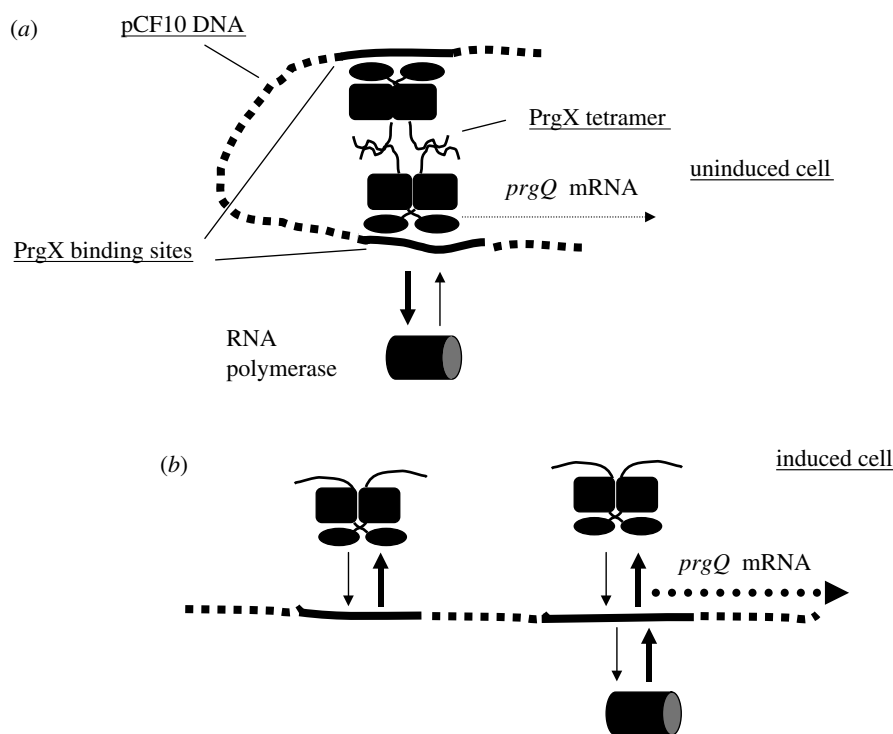 (a)
pCF10 DNA
PrgX tetramer
uninduced cell
prgQ mRNA
PrgX binding sites
RNA
polymerase
(b)
induced cell
prgQ mRNA